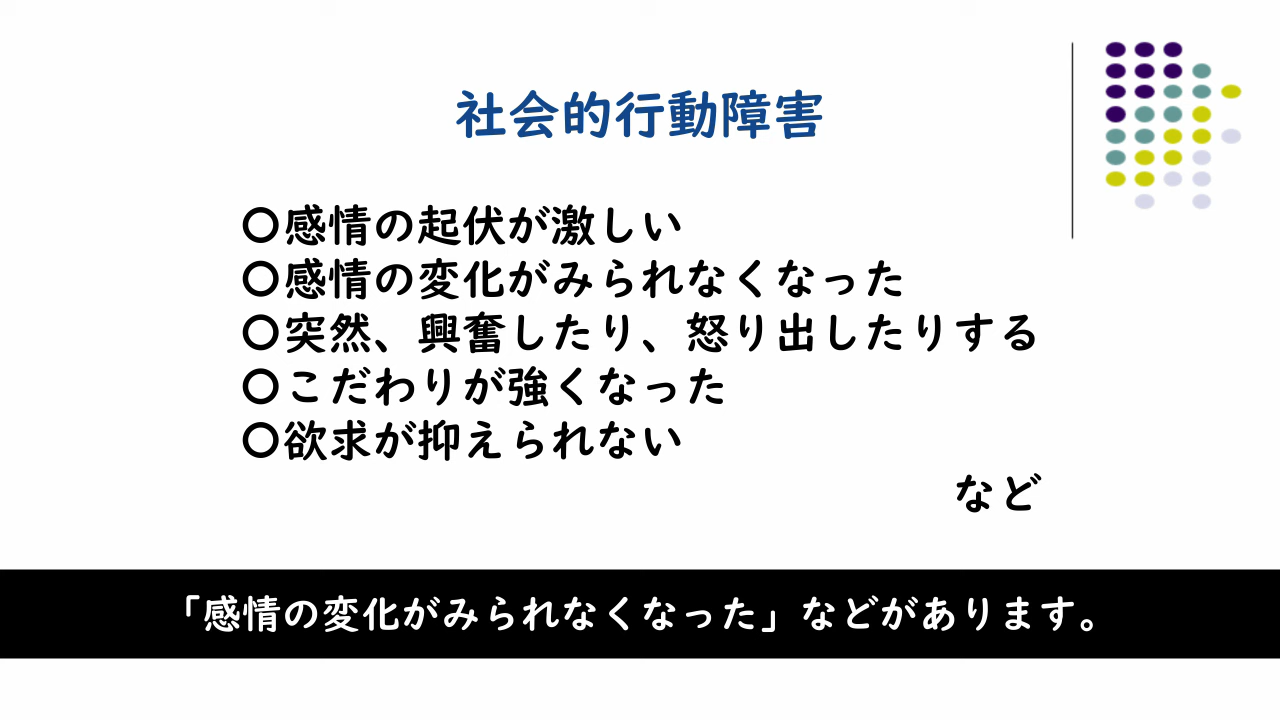 社会的行動障害
〇感情の起伏が激しい
〇感情の変化がみられなくなった
〇突然、興奮したり、怒り出したりする
〇こだわりが強くなった
〇欲求が抑えられない
など
「感情の変化がみられなくなった」などがあります。